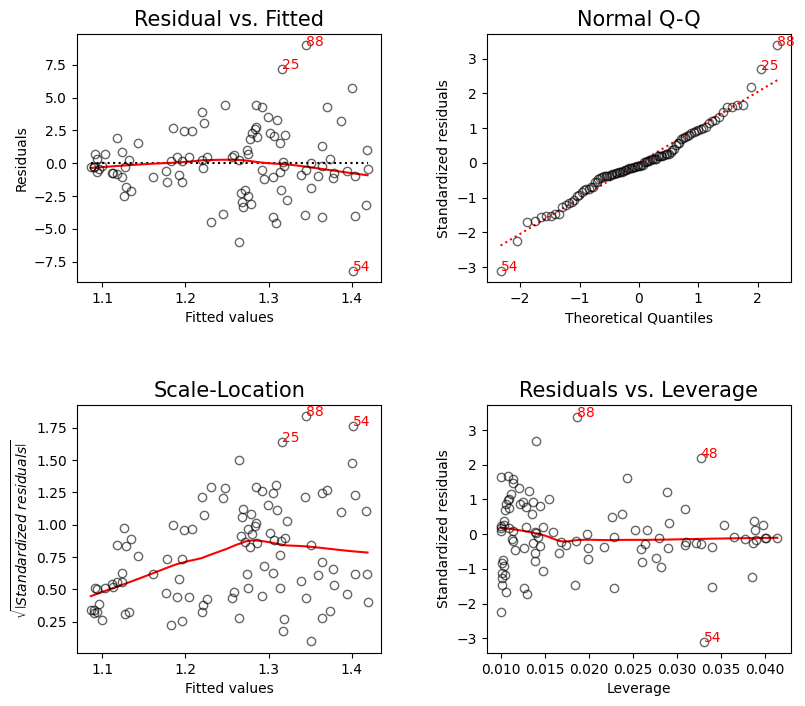 Residual vs. Fitted
Residuals
7.5
5.0
2.5
0.0
−2.5
−5.0
−7.5
88
25
54
1.1 1.2 1.3 1.4
Fitted values
Normal Q-Q
Standardized residuals
4
3
2
1
0
−1
−2
−3
88
25
54
−2 −1 0 1 2
Theoretical Quantiles
Scale-Location
√|Standardized residuals|
1.75
1.50
1.25
1.00
0.75
0.50
0.25
88
54
25
1.1 1.2 1.3 1.4
Fitted values
Residuals vs. Leverage
Standardized residuals
3
2
1
0
−1
−2
−3
88
48
54
0.010 0.015 0.020 0.025 0.030 0.035 0.040
Leverage